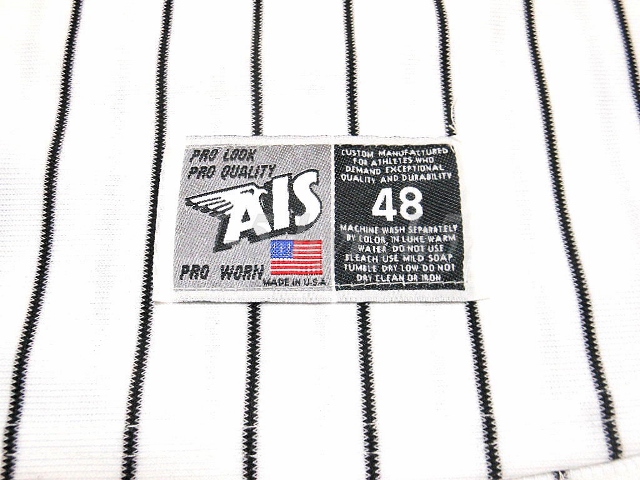 PRO LOOK
PRO QUALITY
AIS
PRO WORN
MADE IN U.S.A
CUSTOM MANUFACTURED
FOR ATHLETES WHO
DEMAND EXCEPTIONAL
QUALITY AND DURABILITY
48
MACHINE WASH SEPARATELY
BY COLOR IN LUKE WARM
WATER DO NOT USE
BLEACH USE MILD SOAP
TUMBLE DRY LOW DO NOT
DRY CLEAN OR IRON